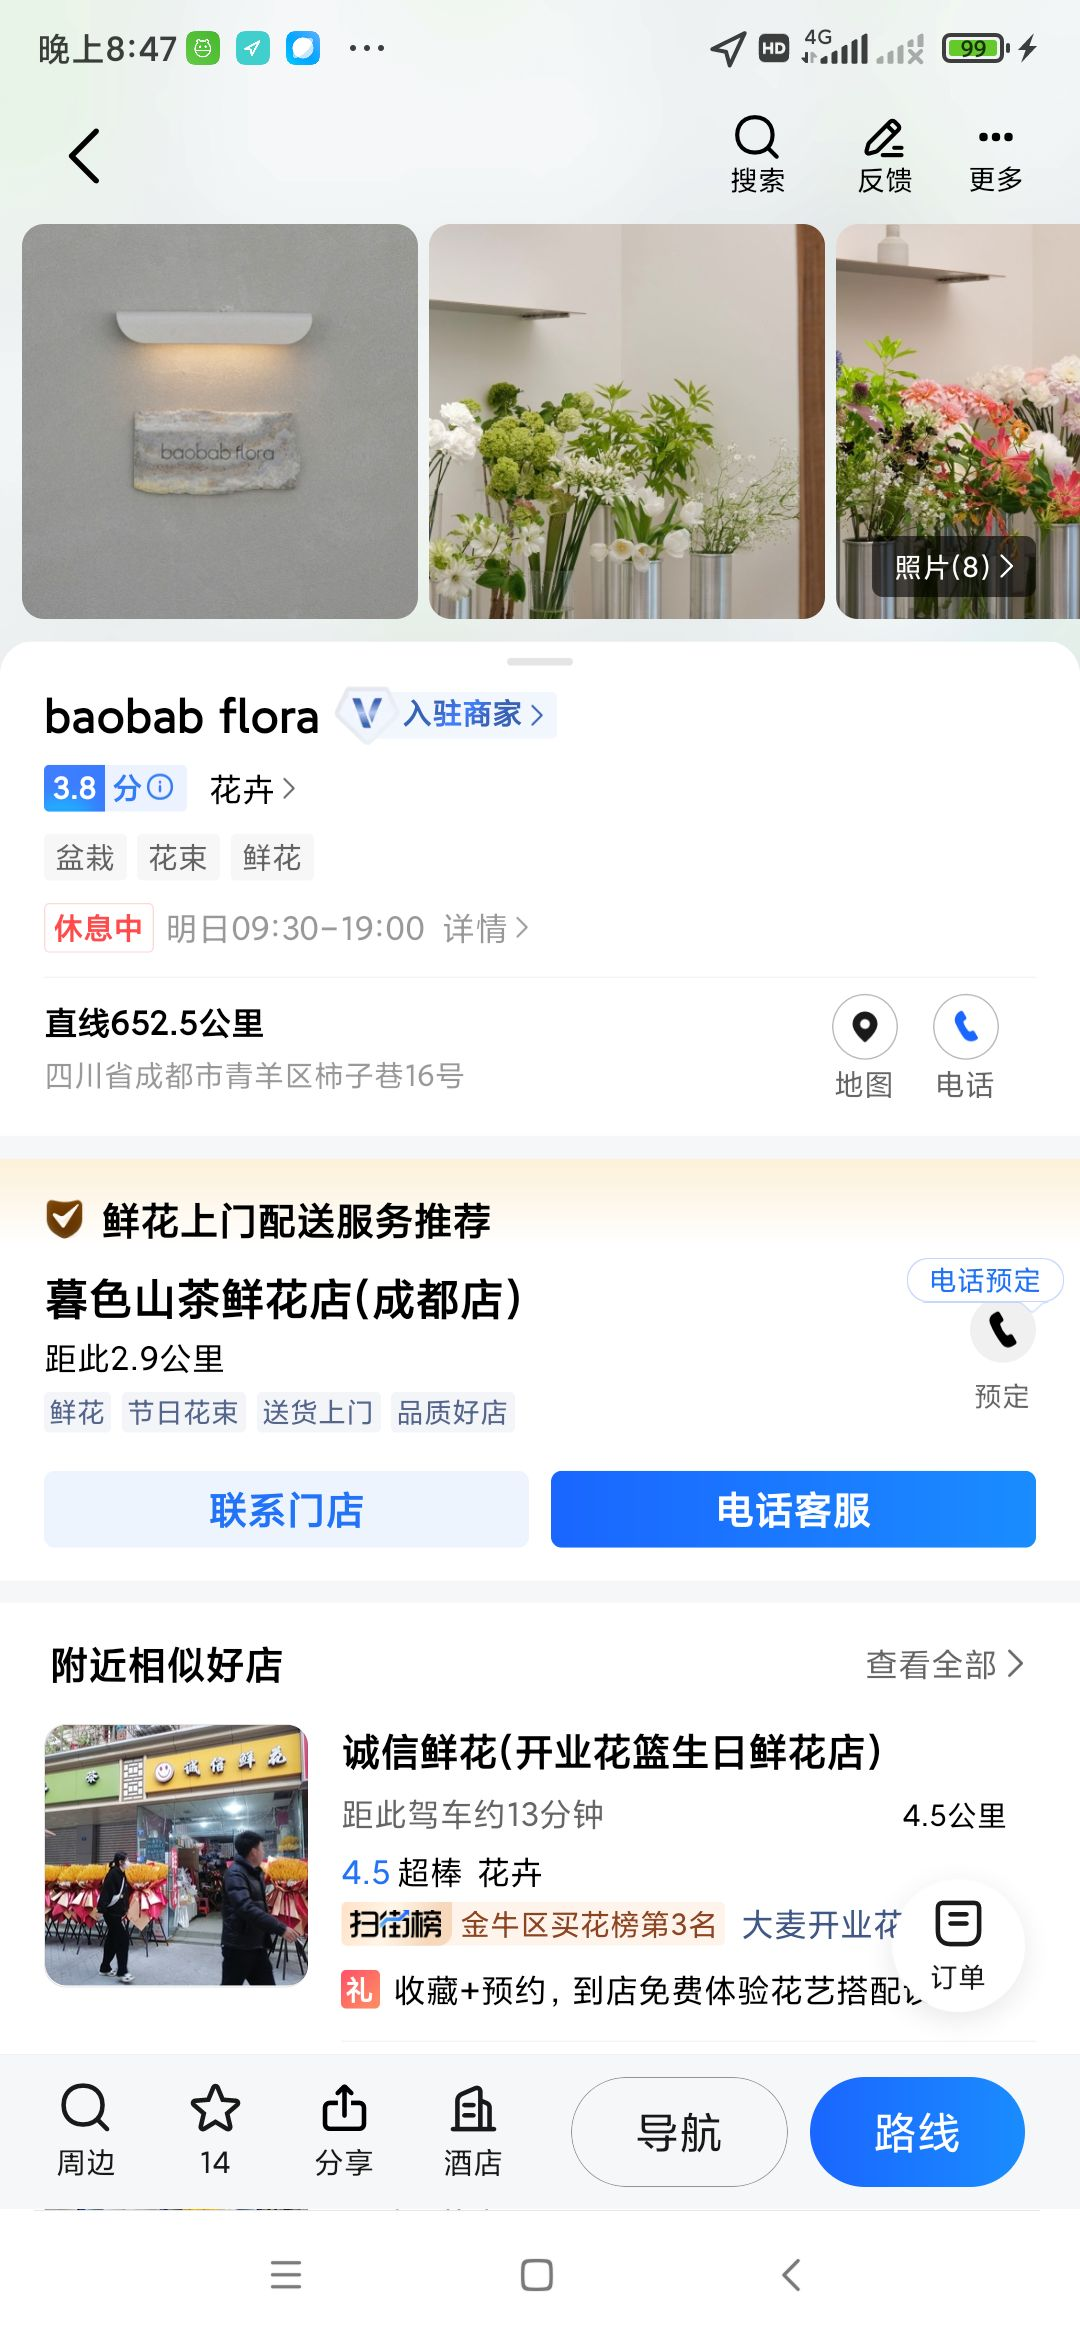 晚上8:47
HD
4G
99
搜索
反馈
更多
baobab flora
照片(8)
baobab flora
入驻商家
3.8分
花卉
盆栽
花束
鲜花
休息中
明日09:30-19:00
详情
直线652.5公里
四川省成都市青羊区柿子巷16号
地图
电话
鲜花上门配送服务推荐
暮色山茶鲜花店(成都店)
电话预定
距此2.9公里
预定
鲜花
节日花束
送货上门
品质好店
联系门店
电话客服
附近相似好店
查看全部
茶
诚信鲜花
诚信鲜花(开业花篮生日鲜花店)
距此驾车约13分钟
4.5公里
4.5超棒 花卉
扫街榜
金牛区买花榜第3名
大麦开业花
礼
收藏+预约，到店免费体验花艺搭配
订单
周边
14
分享
酒店
导航
路线